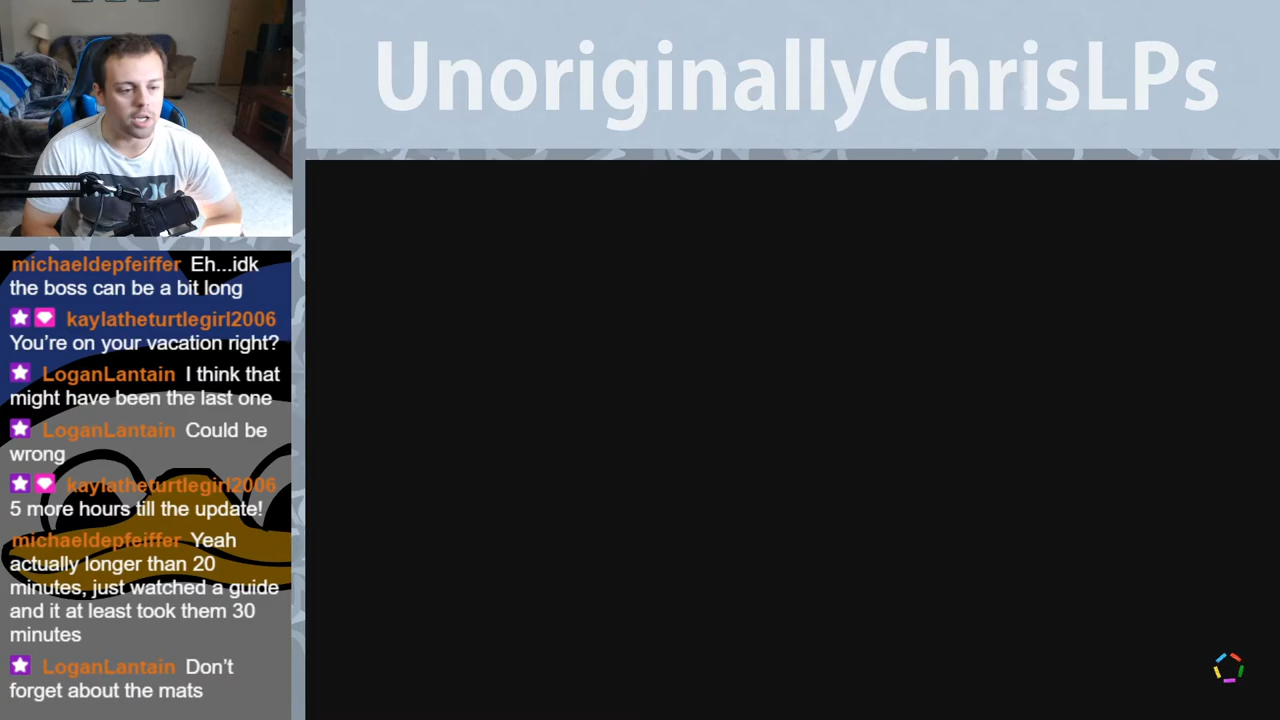 UnoriginallyChrisLPs
michaeldepfeiffer Eh...idk
the boss can be a bit long
kaylatheturtlegirl2006
You're on your vacation right?
LoganLantain I think that
might have been the last one
LoganLantain Could be
wrong
kaylatheturtlegirl2006
5 more hours till the update!
michaeldepfeiffer Yeah
actually longer than 20
minutes, just watched a guide
and it at least took them 30
minutes
LoganLantain Don't
forget about the mats